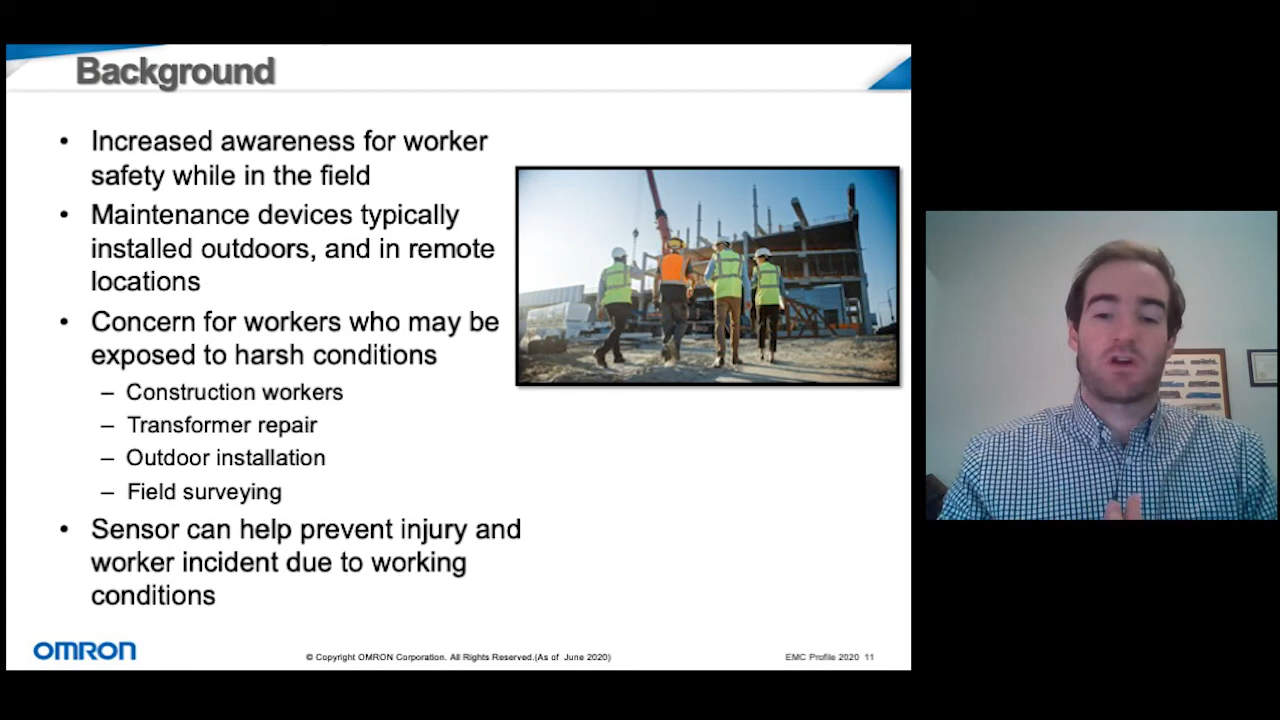 Background
• Increased awareness for worker
safety while in the field
• Maintenance devices typically
installed outdoors, and in remote
locations
• Concern for workers who may be
exposed to harsh conditions
– Construction workers
– Transformer repair
– Outdoor installation
– Field surveying
• Sensor can help prevent injury and
worker incident due to working
conditions
OMRON
© Copyright OMRON Corporation. All Rights Reserved.(As of June 2020)
EMC Profile 2020 11